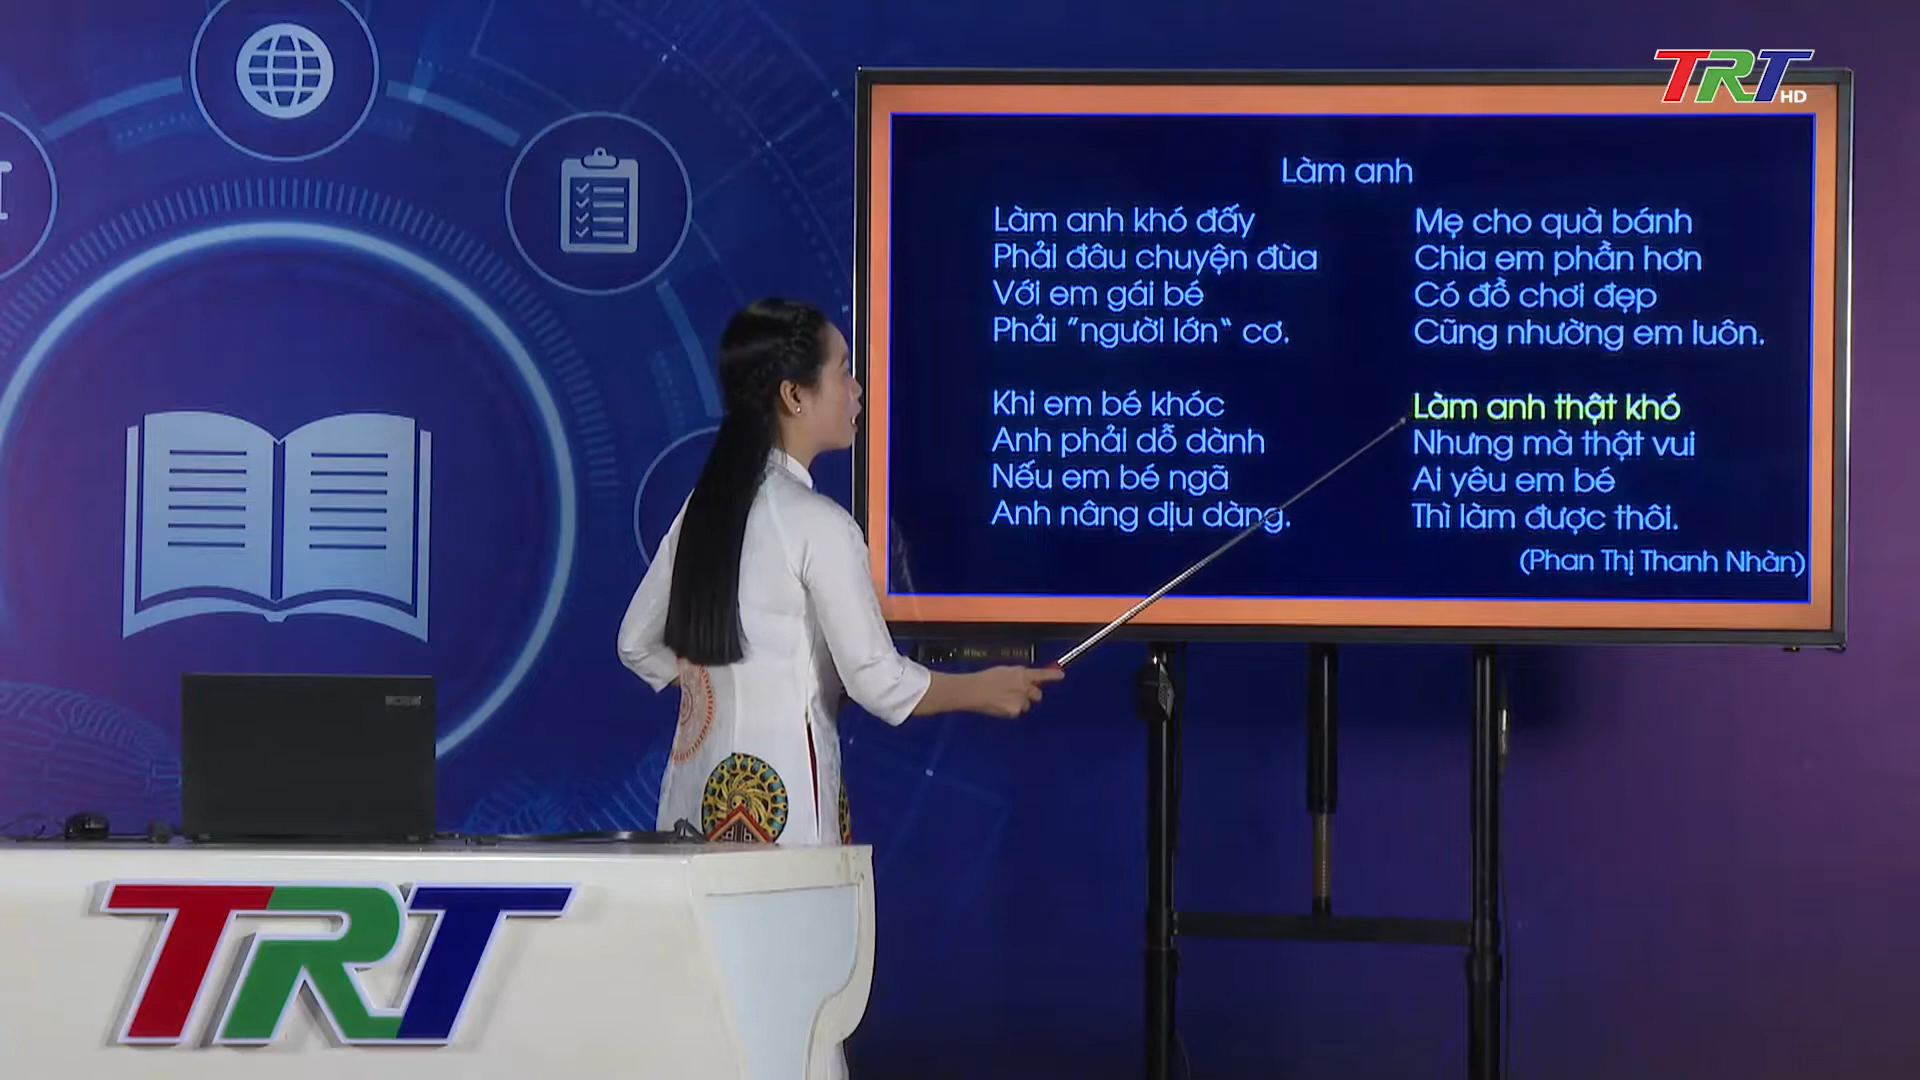 TRT HD
Làm anh
Làm anh khó đấy
Phải đâu chuyện đùa
Với em gái bé
Phải "người lớn" cơ.
Khi em bé khóc
Anh phải dỗ dành
Nếu em bé ngã
Anh nâng dịu dàng.
Mẹ cho quà bánh
Chia em phần hơn
Có đồ chơi đẹp
Cũng nhường em luôn.
Làm anh thật khó
Nhưng mà thật vui
Ai yêu em bé
Thì làm được thôi.
(Phan Thị Thanh Nhàn)
TRT